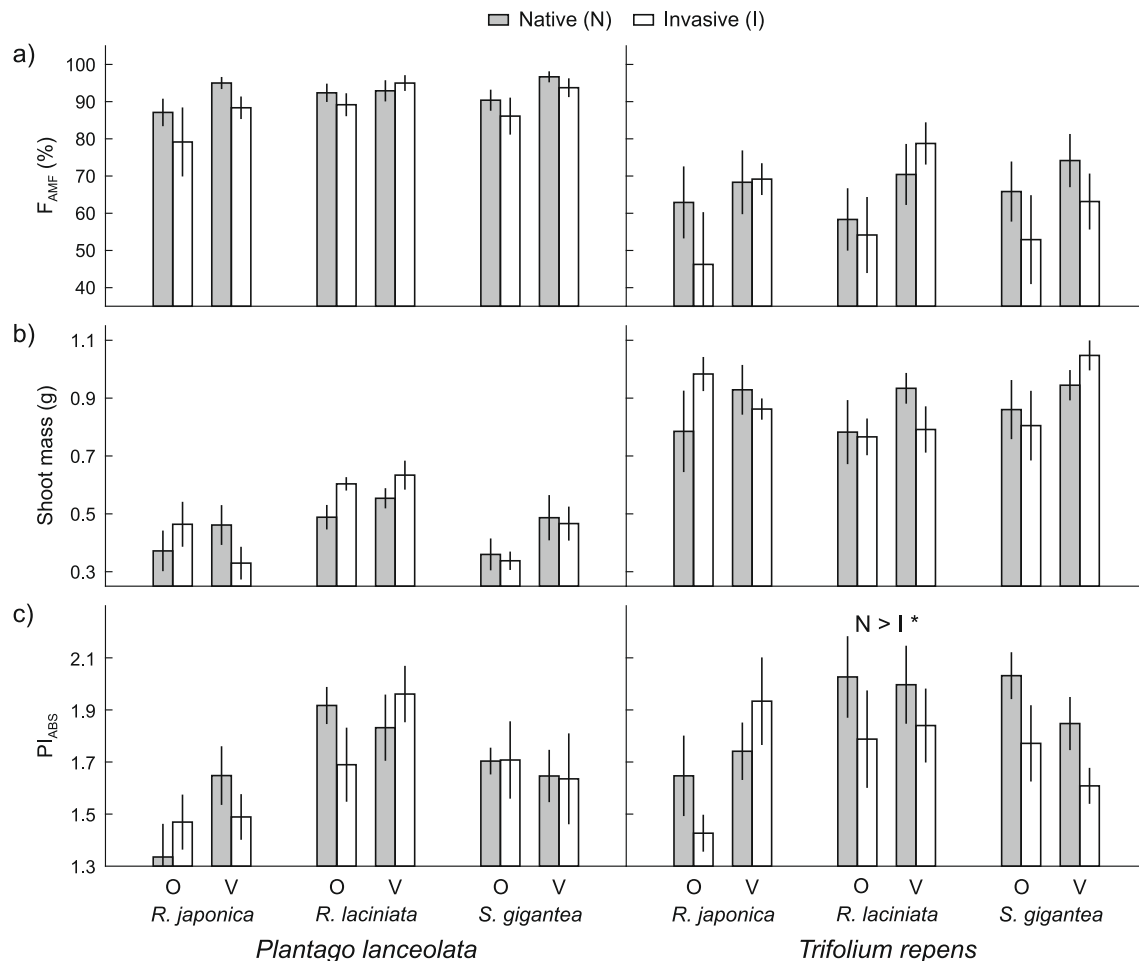 Native (N) Invasive (I)
a)
100
90
80
70
60
50
40
F_AMF (%)
b)
1.1
0.9
0.7
0.5
0.3
Shoot mass (g)
c)
N > I *
2.1
1.9
1.7
1.5
1.3
PI_ABS
O V O V O V O V O V O V
R. japonica R. laciniata S. gigantea R. japonica R. laciniata S. gigantea
Plantago lanceolata Trifolium repens